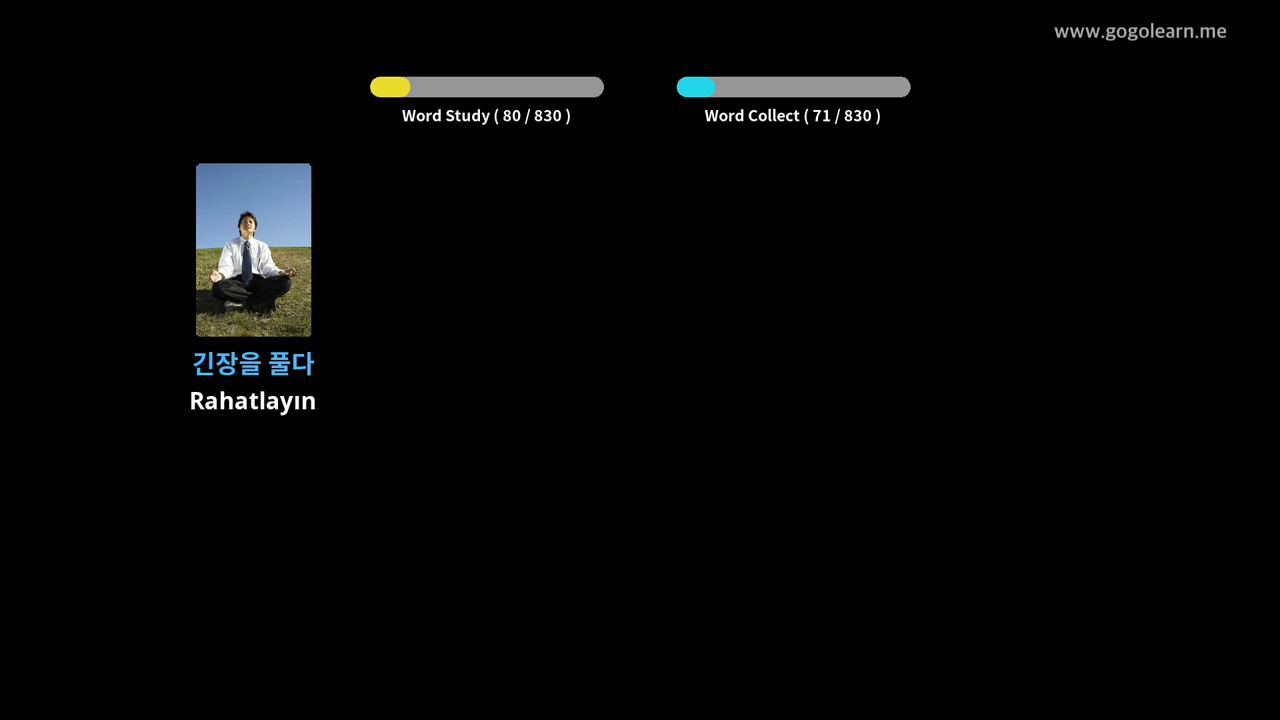 www.gogolearn.me
Word Study ( 80 / 830 )
Word Collect ( 71 / 830 )
긴장을 풀다
Rahatlayın